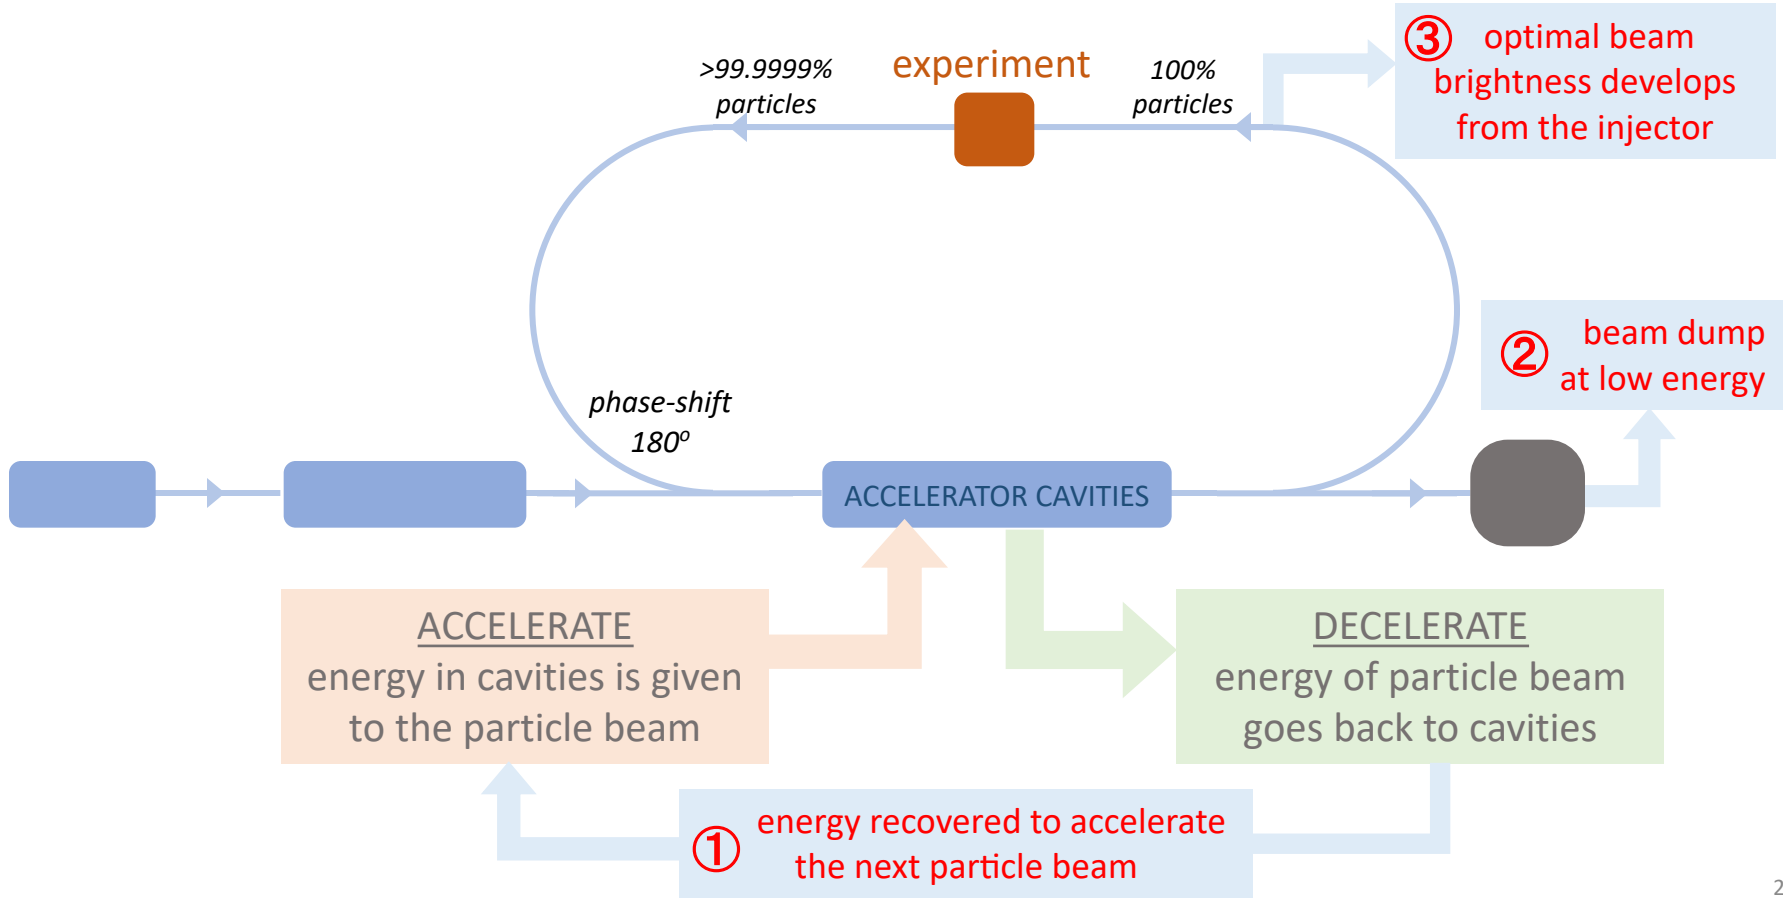 ③ optimal beam
brightness develops
from the injector
>99.9999%
particles
experiment
100%
particles
② beam dump
at low energy
phase-shift
180º
ACCELERATOR CAVITIES
ACCELERATE
energy in cavities is given
to the particle beam
DECELERATE
energy of particle beam
goes back to cavities
① energy recovered to accelerate
the next particle beam
2